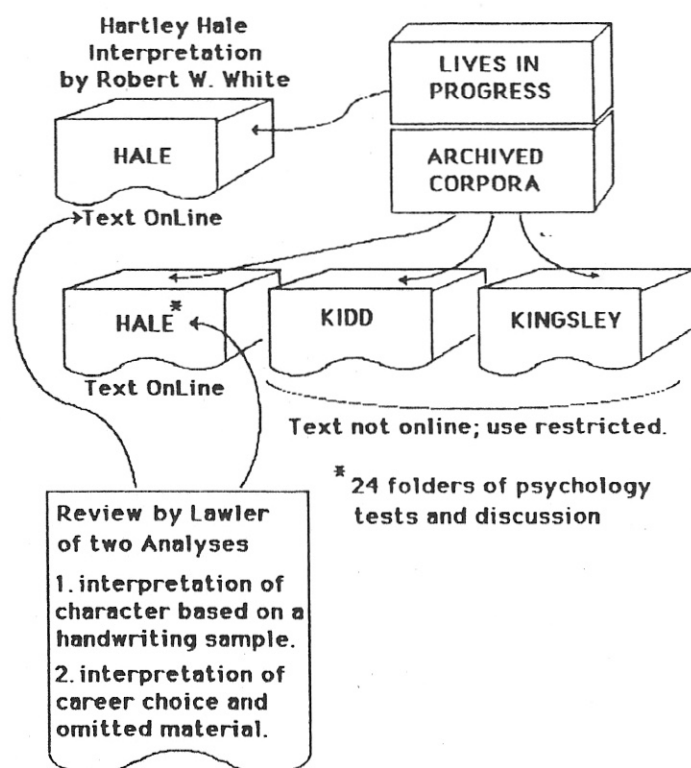 Hartley Hale
Interpretation
by Robert W. White
LIVES IN
PROGRESS
HALE
ARCHIVED
CORPORA
Text OnLine
HALE*
KIDD
KINGSLEY
Text OnLine
Text not online; use restricted.
* 24 folders of psychology
tests and discussion
Review by Lawler
of two Analyses
1. interpretation of
character based on a
handwriting sample.
2. interpretation of
career choice and
omitted material.